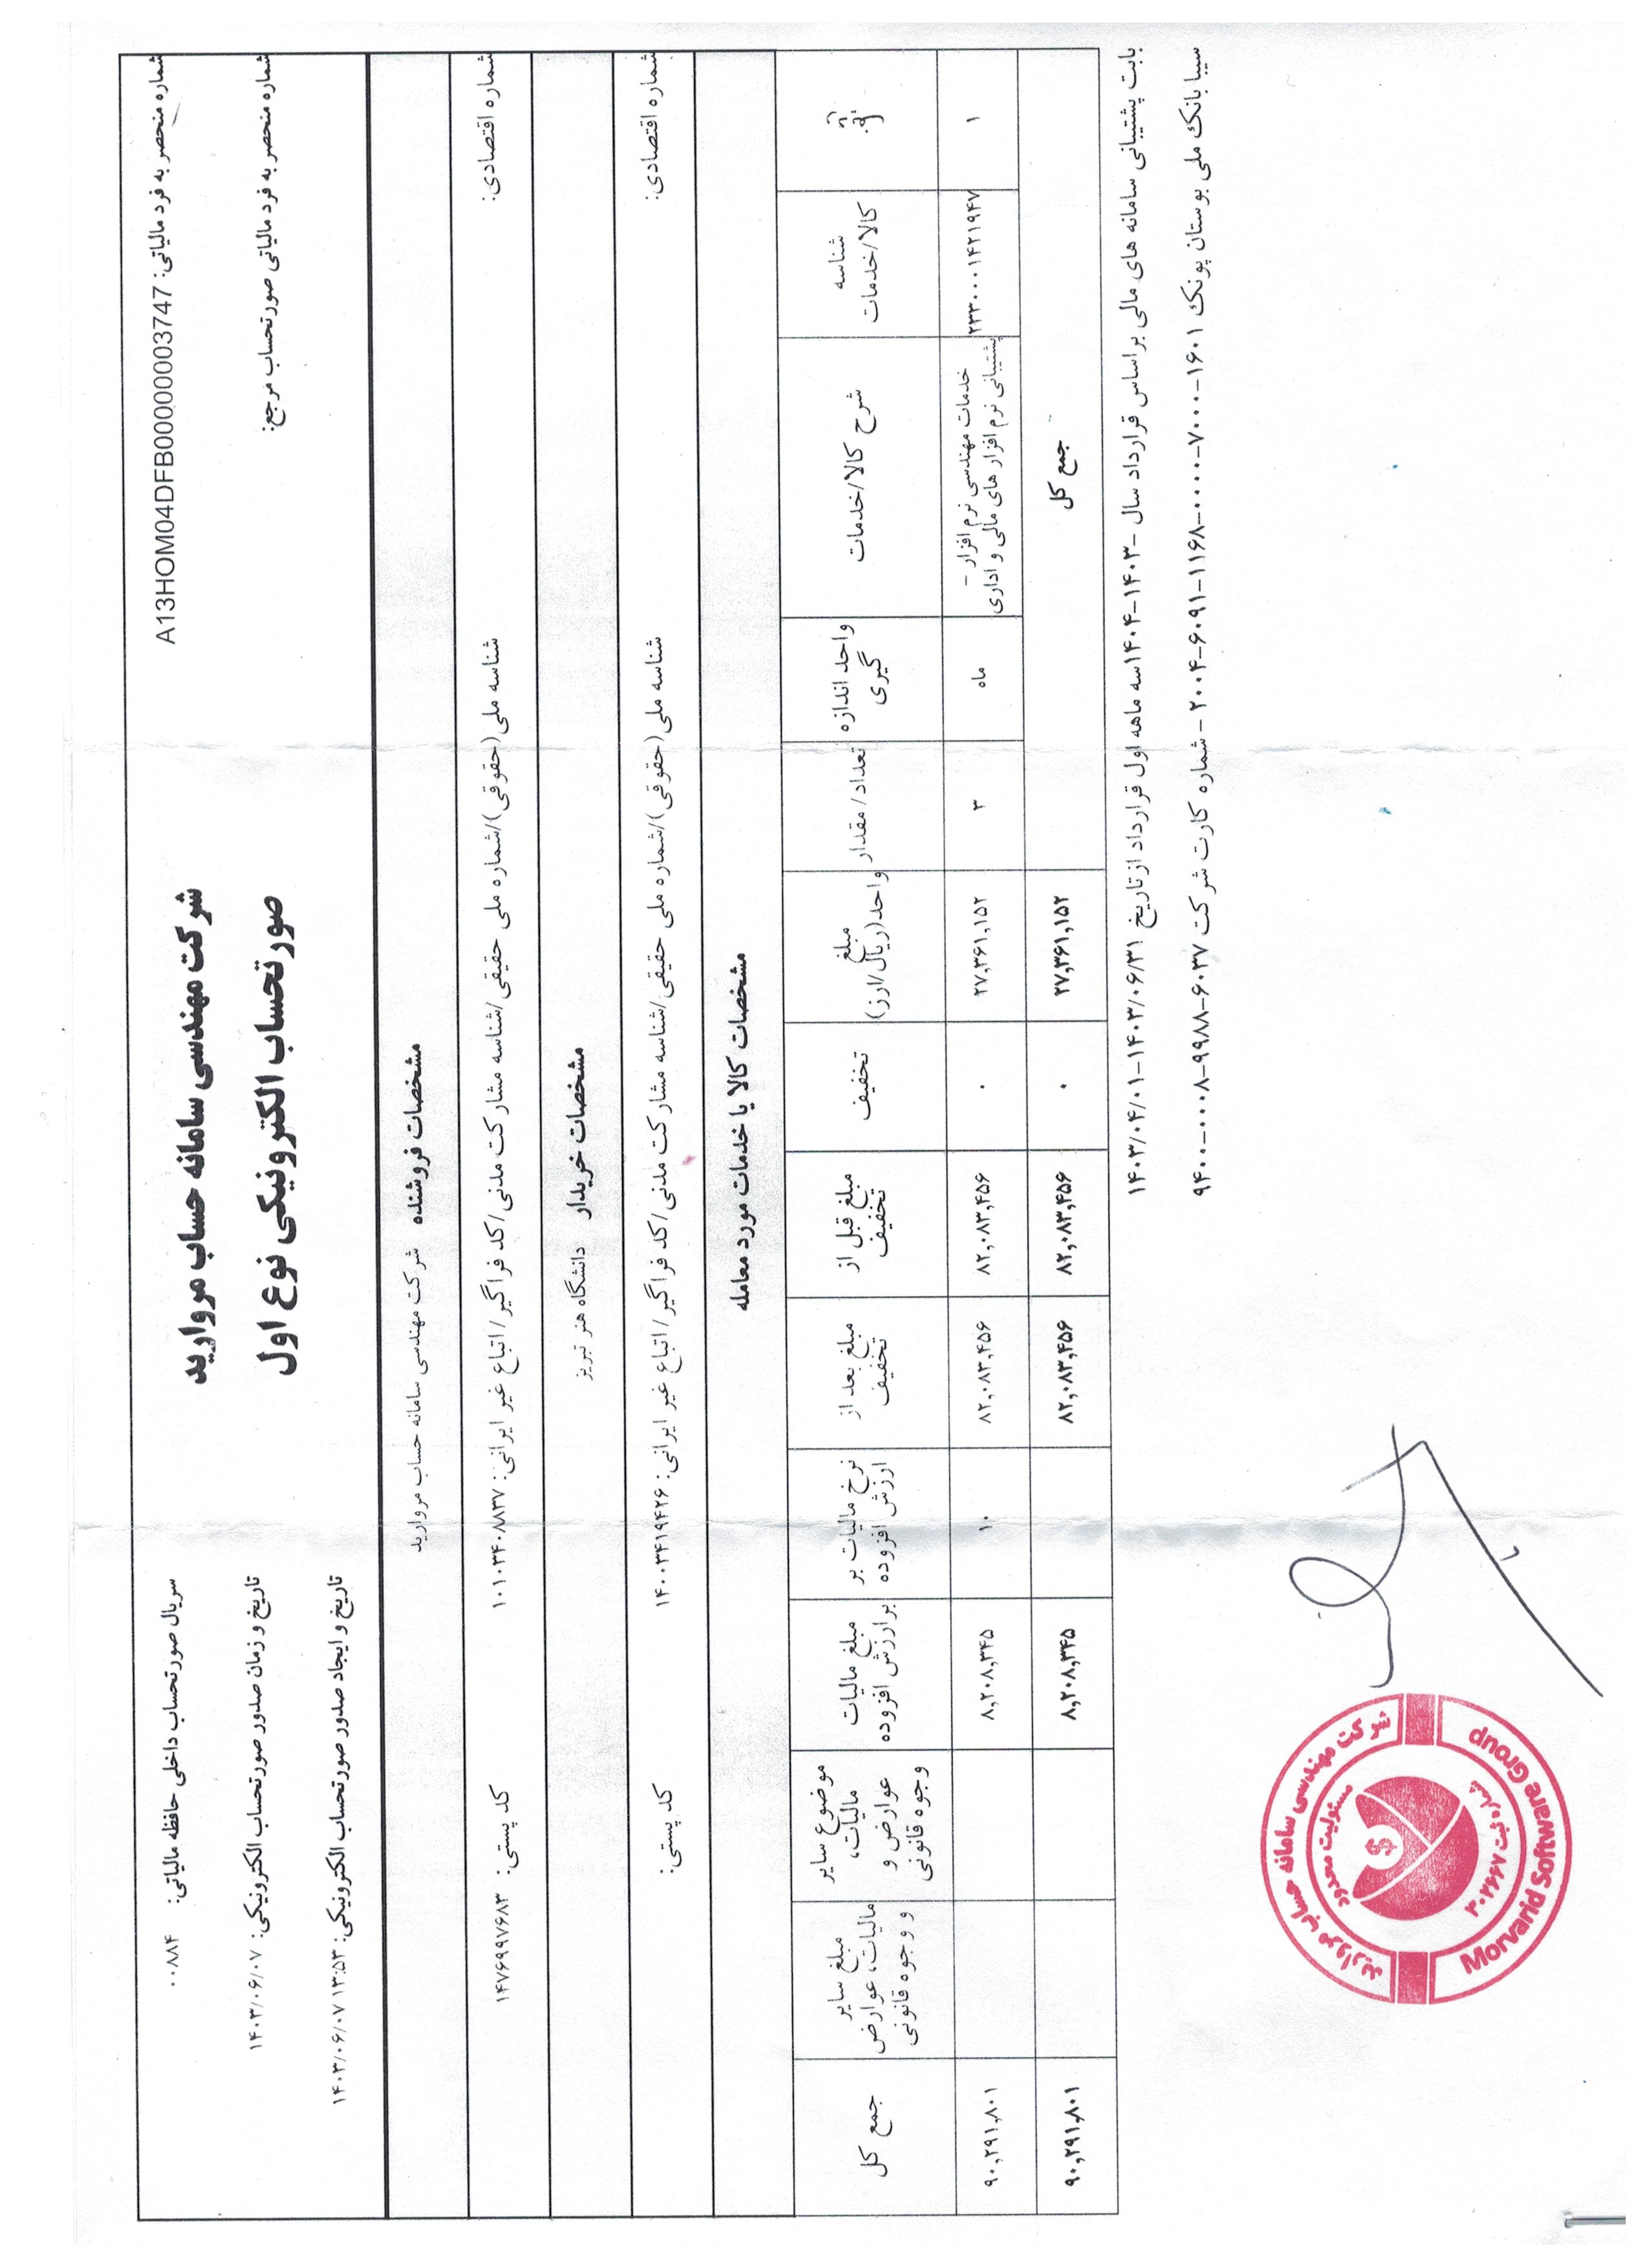 شرکت مهندسی سامانه حساب مروارید
صورتحساب الکترونیکی نوع اول
شماره منحصر به فرد مالیاتی: A13HOM04DFB0000003747
شماره منحصر به فرد مالیاتی صورتحساب مرجع:
سریال صورتحساب داخلی حافظه مالیاتی: ۰۰۸۸۴
تاریخ و زمان صدور صورتحساب الکترونیکی: ۱۴۰۳/۰۶/۰۷
تاریخ و ایجاد صدور صورتحساب الکترونیکی: ۱۴۰۳/۰۶/۰۷ ۱۳:۵۳
مشخصات فروشنده شرکت مهندسی سامانه حساب مروارید
شماره اقتصادی: شناسه ملی (حقوقی)/شماره ملی حقیقی/شناسه مشارکت مدنی/کد فراگیر/اتباع غیر ایرانی: ۱۰۱۰۳۴۰۸۸۳۷ کد پستی: ۱۴۷۶۹۹۷۶۸۳
مشخصات خریدار دانشگاه هنر تبریز
شماره اقتصادی: شناسه ملی (حقوقی)/شماره ملی حقیقی/شناسه مشارکت مدنی/کد فراگیر/اتباع غیر ایرانی: ۱۴۰۰۳۴۱۹۴۲۶ کد پستی:
مشخصات کالا یا خدمات مورد معامله
ردیف
شناسه
کالا/خدمات
شرح کالا/خدمات
واحد اندازه
گیری
تعداد/مقدار
مبلغ
واحد(ریال/ارز)
تخفیف
مبلغ قبل از
تخفیف
مبلغ بعد از
تخفیف
نرخ مالیات بر
ارزش افزوده
مبلغ مالیات
برارزش افزوده
موضوع سایر
مالیات،
عوارض و
وجوه قانونی
مبلغ سایر
مالیات، عوارض
و وجوه قانونی
جمع کل
۱
۲۳۳۰۰۰۱۴۲۱۹۴۷
خدمات مهندسی نرم افزار -
پشتیبانی نرم افزار های مالی و اداری
ماه
۳
۲۷,۳۶۱,۱۵۲
۰
۸۲,۰۸۳,۴۵۶
۸۲,۰۸۳,۴۵۶
۱۰
۸,۲۰۸,۳۴۵
۹۰,۲۹۱,۸۰۱
جمع کل
۲۷,۳۶۱,۱۵۲
۰
۸۲,۰۸۳,۴۵۶
۸۲,۰۸۳,۴۵۶
۸,۲۰۸,۳۴۵
۹۰,۲۹۱,۸۰۱
بابت پشتیبانی سامانه های مالی براساس قرارداد سال -۱۴۰۳-۱۴۰۴سه ماهه اول قرارداد از تاریخ ۱۴۰۳/۰۶/۳۱-۱۴۰۳/۰۴/۰۱
سیبا بانک ملی بوستان پونک ۱۶۰۱-۷۰۰۰-۰۰۰۰-۱۱۶۸-۶۰۹۱-۲۰۰۴ - شماره کارت شرکت ۶۰۳۷-۹۹۸۸-۰۰۰۸-۹۴۰۰
شرکت مهندسی سامانه حساب مروارید
مسئولیت محدود
شماره ثبت ۳۰۲۶۶۷
Morvarid Software Group